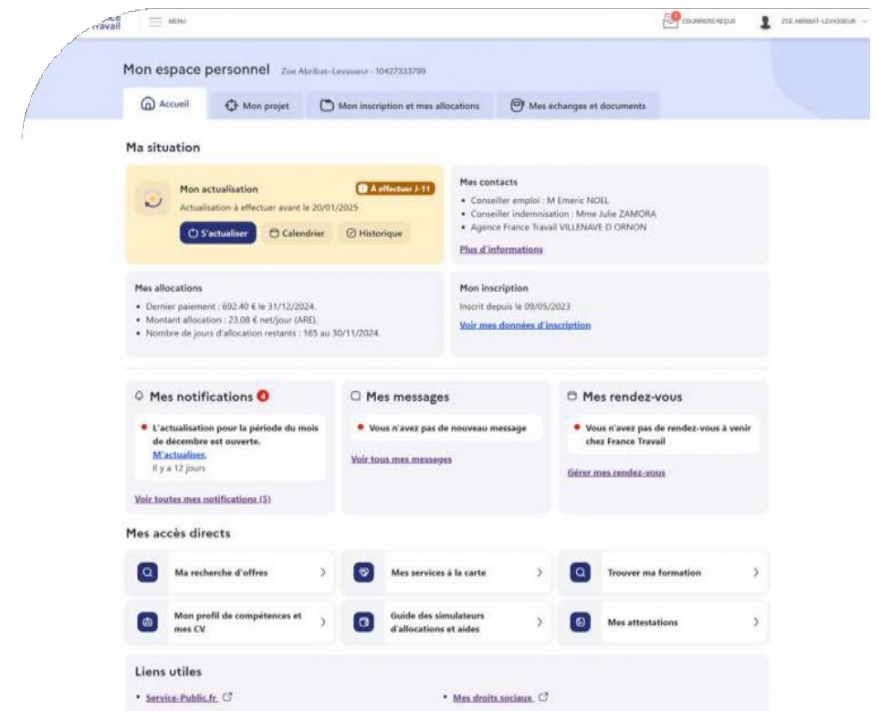 Travail
MENU
COURRIERS REÇUS
ZOE ABRIBAT-LEVASSEUR
Mon espace personnel Zoe Abribat-Levasseur - 10427333799
Accueil
Mon projet
Mon inscription et mes allocations
Mes échanges et documents
Ma situation
Mon actualisation
À effectuer J-11
Actualisation à effectuer avant le 20/01/2025
S'actualiser
Calendrier
Historique
Mes contacts
• Conseiller emploi : M Emeric NOEL
• Conseiller indemnisation : Mme Julie ZAMORA
• Agence France Travail VILLENAVE D ORNON
Plus d'informations
Mes allocations
• Dernier paiement : 692.40 € le 31/12/2024.
• Montant allocation : 23.08 € net/jour (ARE).
• Nombre de jours d'allocation restants : 165 au 30/11/2024.
Mon inscription
Inscrit depuis le 09/05/2023
Voir mes données d'inscription
Mes notifications 4
• L'actualisation pour la période du mois
de décembre est ouverte.
M'actualiser.
Il y a 12 jours
Voir toutes mes notifications (5)
Mes messages
• Vous n'avez pas de nouveau message
Voir tous mes messages
Mes rendez-vous
• Vous n'avez pas de rendez-vous à venir
chez France Travail
Gérer mes rendez-vous
Mes accès directs
Ma recherche d'offres
Mes services à la carte
Trouver ma formation
Mon profil de compétences et
mes CV
Guide des simulateurs
d'allocations et aides
Mes attestations
Liens utiles
• Service-Public.fr
• Mes droits sociaux